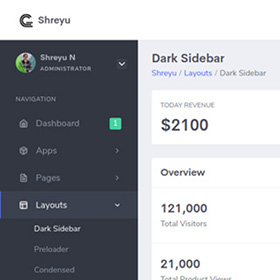 Shreyu
Shreyu N
ADMINISTRATOR
NAVIGATION
Dashboard 1
Apps
Pages
Layouts
Dark Sidebar
Preloader
Condensed
Dark Sidebar
Shreyu / Layouts / Dark Sidebar
TODAY REVENUE
$2100
Overview
121,000
Total Visitors
21,000
Total Product Views